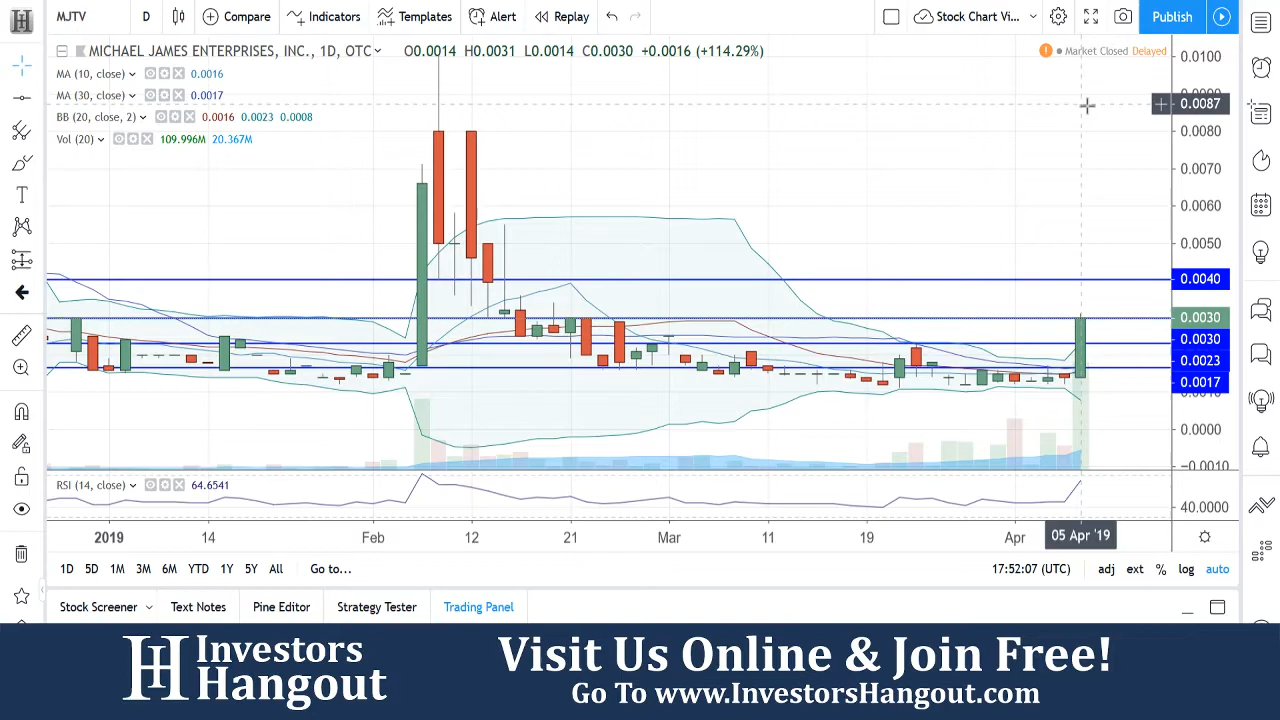 MJTV D Compare Indicators Templates Alert Replay Stock Chart Vi... Publish
MICHAEL JAMES ENTERPRISES, INC., 1D, OTC O0.0014 H0.0031 L0.0014 C0.0030 +0.0016 (+114.29%)
Market Closed Delayed
MA (10, close) 0.0016
MA (30, close) 0.0017
BB (20, close, 2) 0.0016 0.0023 0.0008
Vol (20) 109.996M 20.367M
0.0100
0.0087
0.0080
0.0070
0.0060
0.0050
0.0040
0.0030
0.0030
0.0023
0.0017
0.0000
−0.0010
RSI (14, close) 64.6541
40.0000
2019 14 Feb 12 21 Mar 11 19 Apr 05 Apr '19
1D 5D 1M 3M 6M YTD 1Y 5Y All Go to... 17:52:07 (UTC) adj ext % log auto
Stock Screener Text Notes Pine Editor Strategy Tester Trading Panel
Investors
Hangout
Visit Us Online & Join Free!
Go To www.InvestorsHangout.com